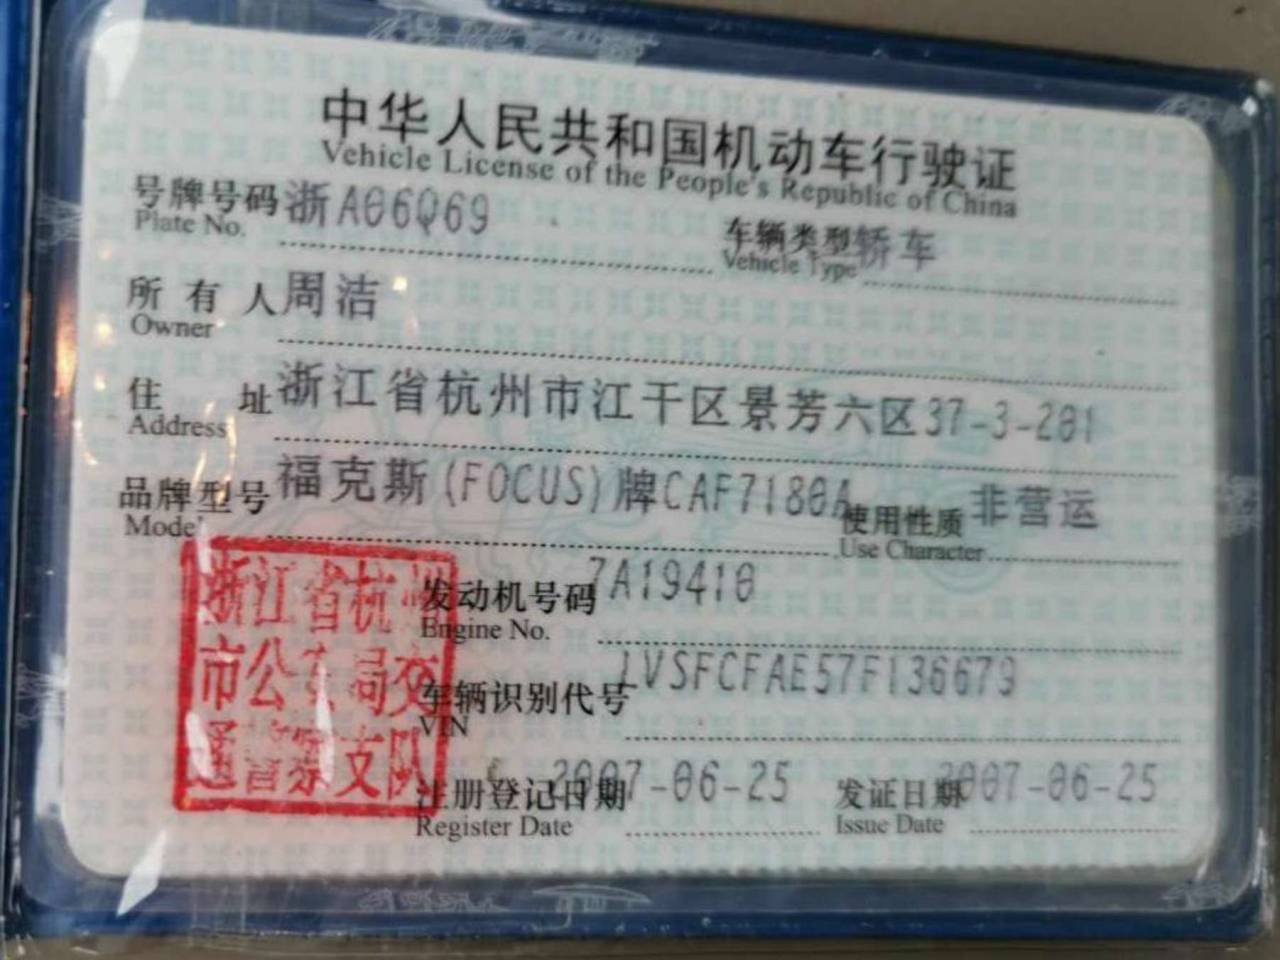 中华人民共和国机动车行驶证
Vehicle License of the People's Republic of China
号牌号码 浙A06Q69
Plate No.
车辆类型 轿车
Vehicle Type
所有人 周洁
Owner
住址 浙江省杭州市江干区景芳六区37-3-201
Address
品牌型号 福克斯(FOCUS)牌CAF7180A
Model
使用性质 非营运
Use Character
发动机号码 7A19410
Engine No.
车辆识别代号 LVSFCFAE57F136679
VIN
注册登记日期 2007-06-25
Register Date
发证日期 2007-06-25
Issue Date
浙江省杭州
市公安局交
通警察支队